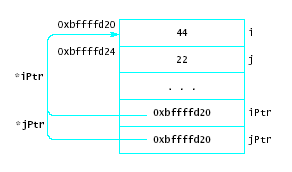 0xbffffd20 44 i
0xbffffd24 22 j
*iPtr . . .
*jPtr 0xbffffd20 iPtr
0xbffffd20 jPtr